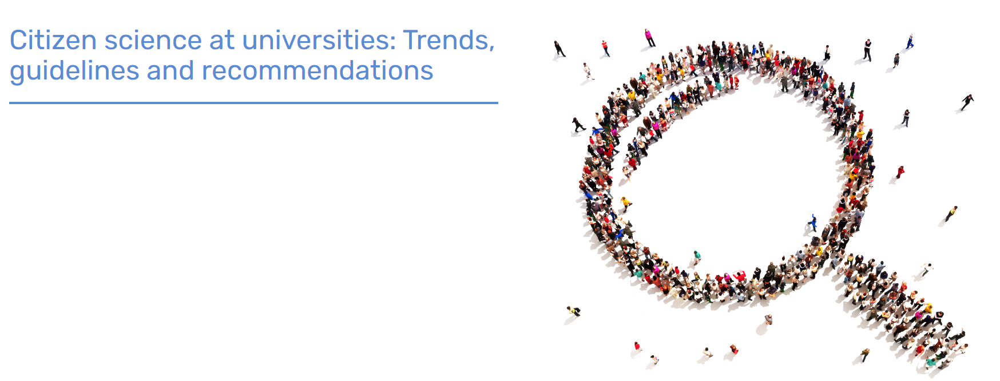 Citizen science at universities: Trends,
guidelines and recommendations